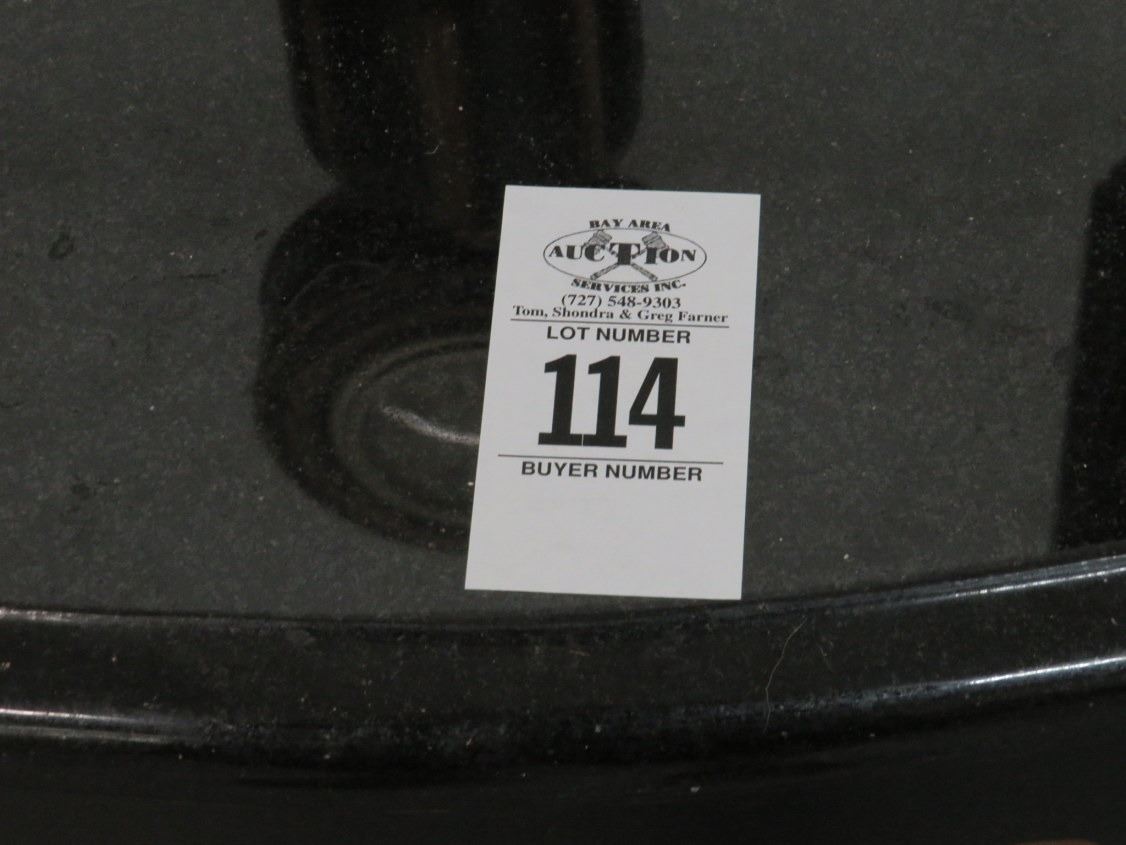 BAY AREA
AUCTION
SERVICES INC.
(727) 548-9303
Tom, Shondra & Greg Farner
LOT NUMBER
114
BUYER NUMBER